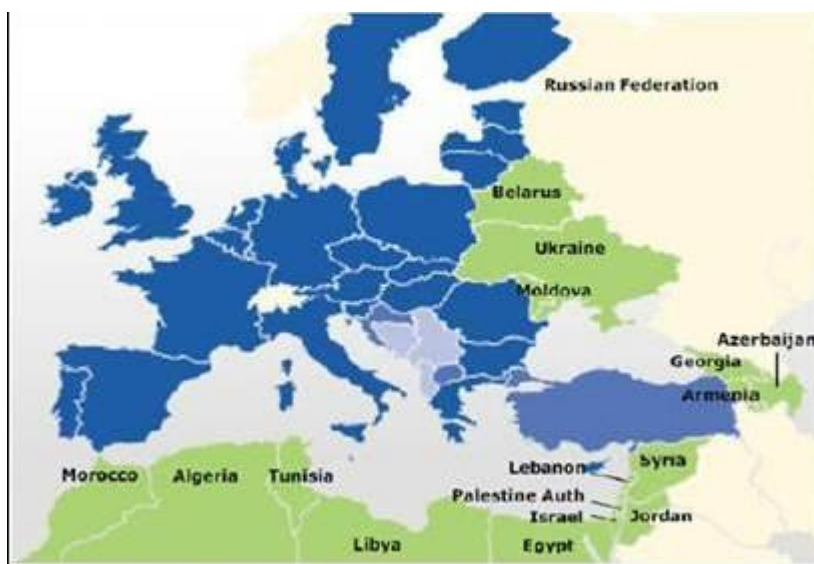 Russian Federation
Belarus
Ukraine
Moldova
Azerbaijan
Georgia
Armenia
Morocco
Algeria
Tunisia
Lebanon
Syria
Palestine Auth
Israel
Jordan
Libya
Egypt